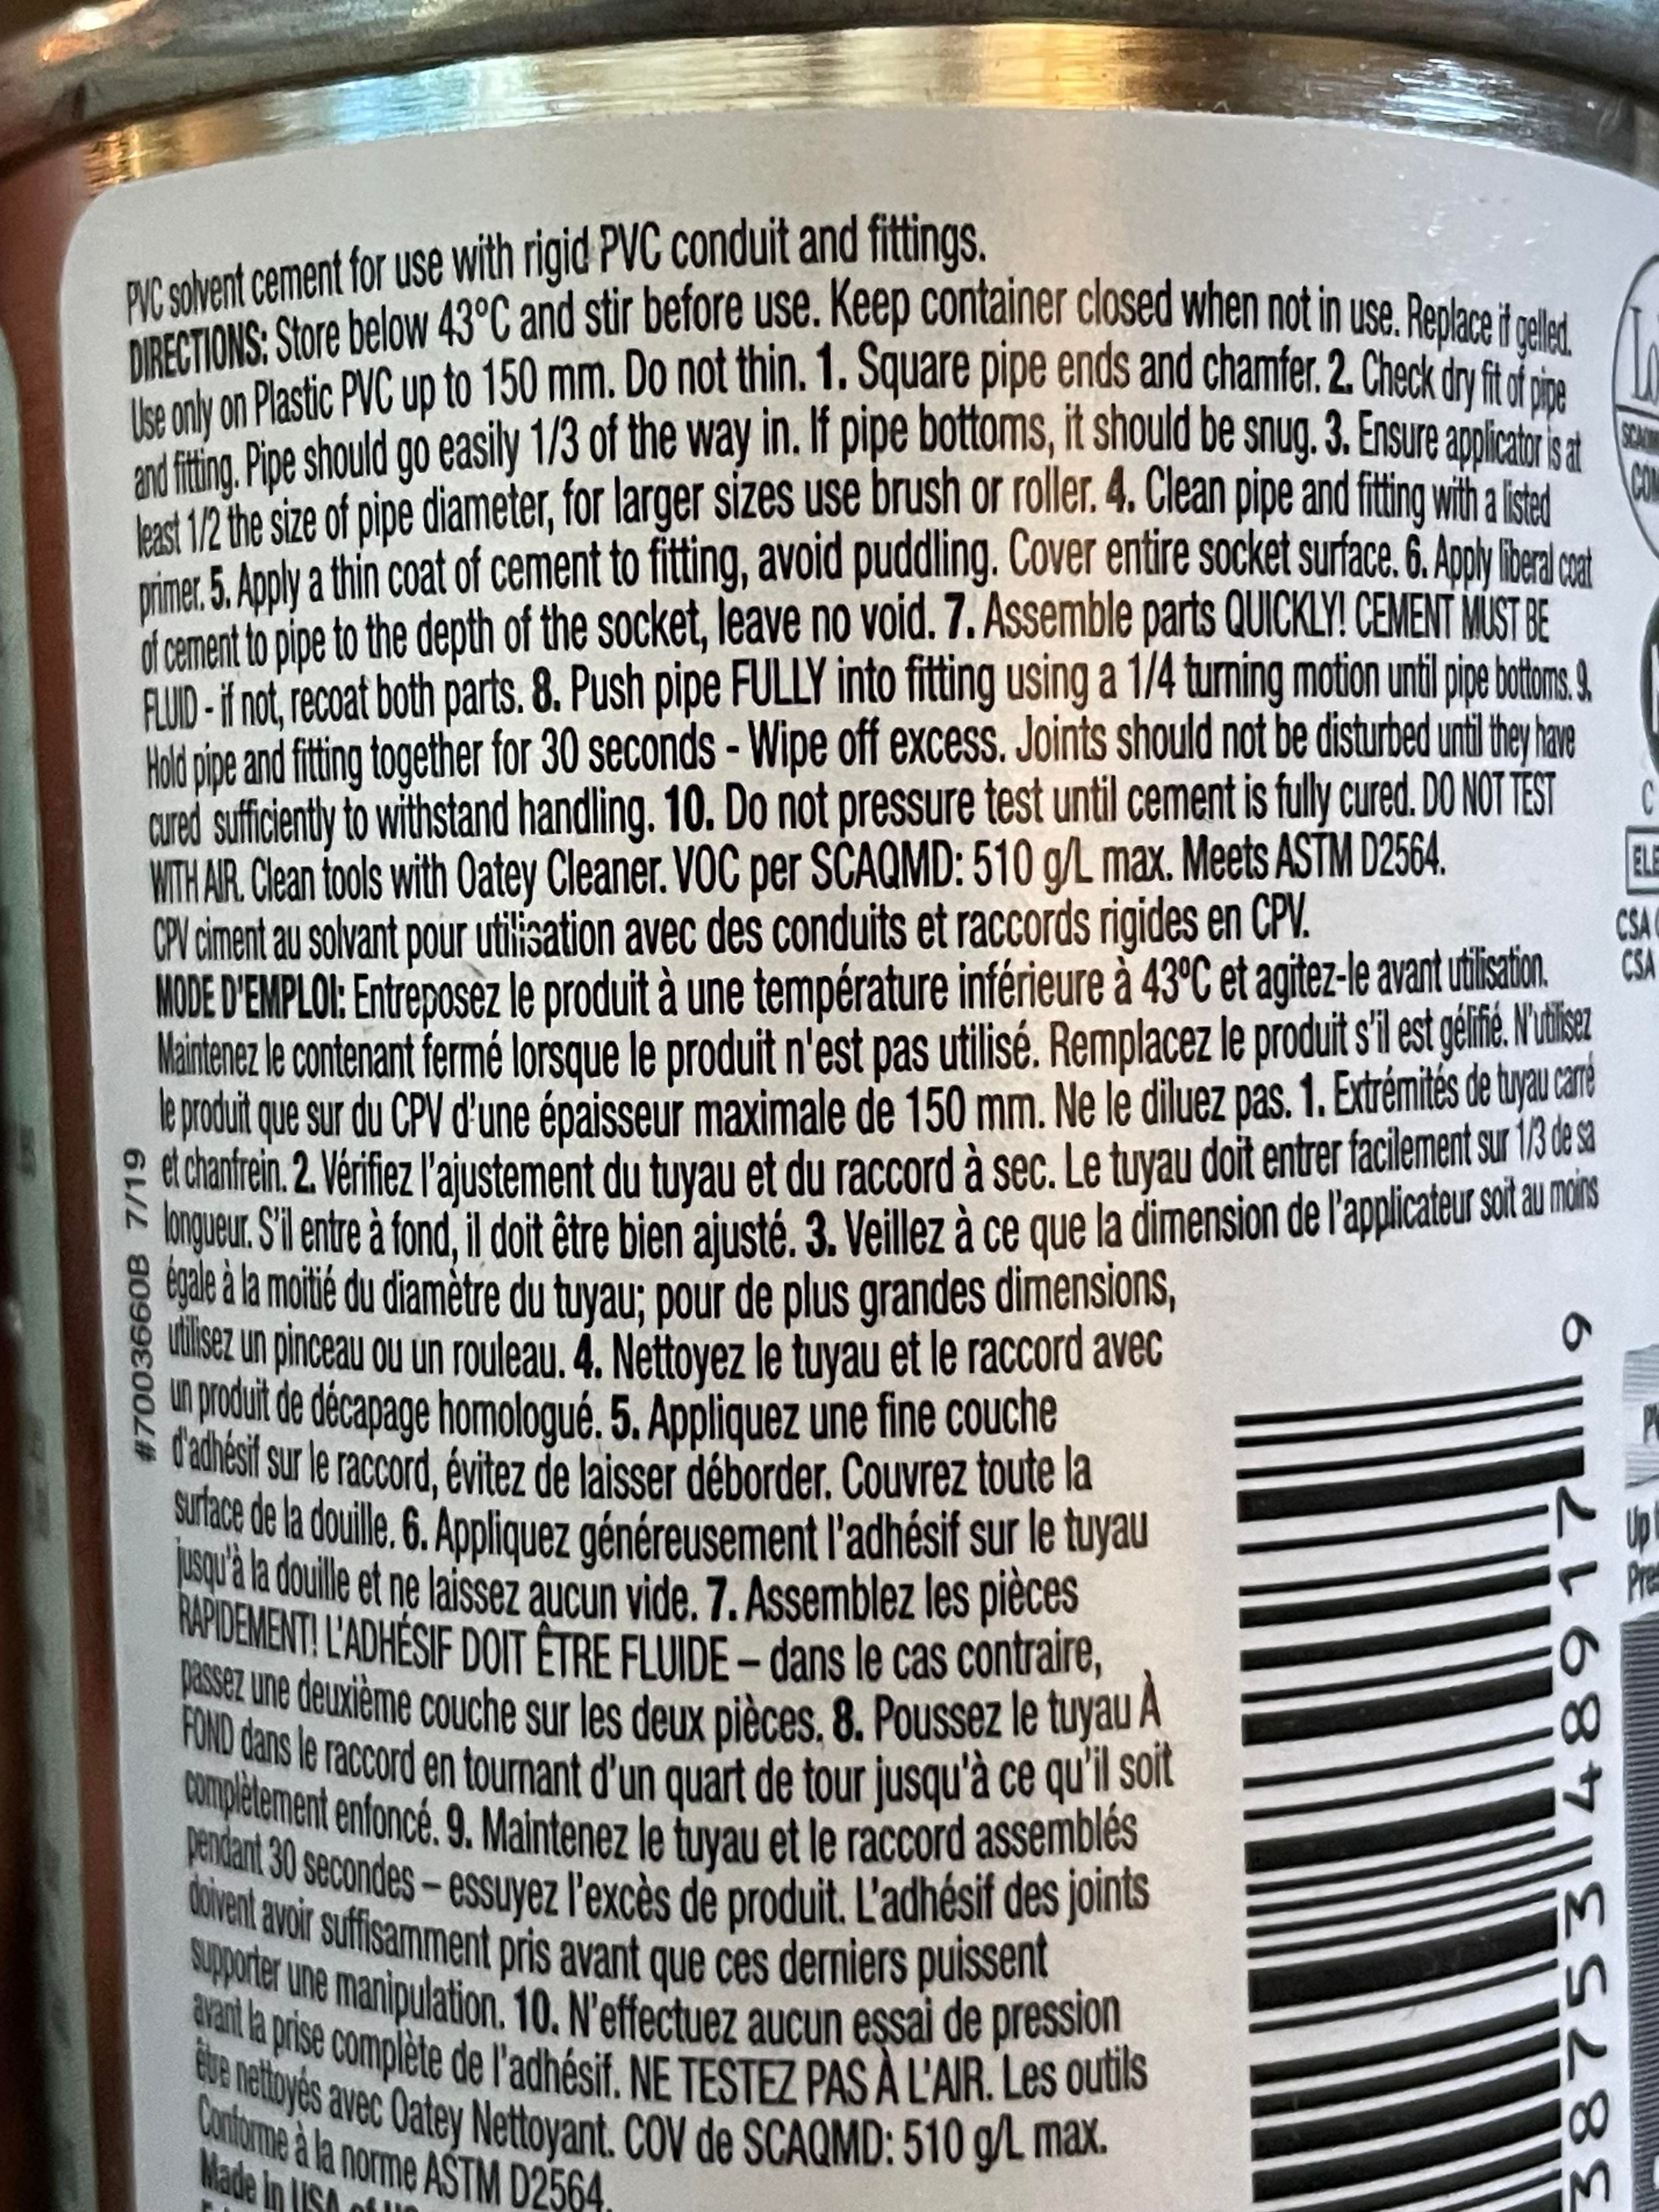 PVC solvent cement for use with rigid PVC conduit and fittings.
DIRECTIONS: Store below 43°C and stir before use. Keep container closed when not in use. Replace if gelled.
Use only on Plastic PVC up to 150 mm. Do not thin. 1. Square pipe ends and chamfer. 2. Check dry fit of pipe
and fitting. Pipe should go easily 1/3 of the way in. If pipe bottoms, it should be snug. 3. Ensure applicator is at
least 1/2 the size of pipe diameter, for larger sizes use brush or roller. 4. Clean pipe and fitting with a listed
primer. 5. Apply a thin coat of cement to fitting, avoid puddling. Cover entire socket surface. 6. Apply liberal coat
of cement to pipe to the depth of the socket, leave no void. 7. Assemble parts QUICKLY! CEMENT MUST BE
FLUID - if not, recoat both parts. 8. Push pipe FULLY into fitting using a 1/4 turning motion until pipe bottoms. 9.
Hold pipe and fitting together for 30 seconds - Wipe off excess. Joints should not be disturbed until they have
cured sufficiently to withstand handling. 10. Do not pressure test until cement is fully cured. DO NOT TEST
WITH AIR. Clean tools with Oatey Cleaner. VOC per SCAQMD: 510 g/L max. Meets ASTM D2564.
CPV ciment au solvant pour utilisation avec des conduits et raccords rigides en CPV.
MODE D'EMPLOI: Entreposez le produit à une température inférieure à 43°C et agitez-le avant utilisation.
Maintenez le contenant fermé lorsque le produit n'est pas utilisé. Remplacez le produit s'il est gélifié. N'utilisez
le produit que sur du CPV d'une épaisseur maximale de 150 mm. Ne le diluez pas. 1. Extrémités de tuyau carré
et chanfrein. 2. Vérifiez l'ajustement du tuyau et du raccord à sec. Le tuyau doit entrer facilement sur 1/3 de sa
longueur. S'il entre à fond, il doit être bien ajusté. 3. Veillez à ce que la dimension de l'applicateur soit au moins
égale à la moitié du diamètre du tuyau; pour de plus grandes dimensions,
utilisez un pinceau ou un rouleau. 4. Nettoyez le tuyau et le raccord avec
un produit de décapage homologué. 5. Appliquez une fine couche
d'adhésif sur le raccord, évitez de laisser déborder. Couvrez toute la
surface de la douille. 6. Appliquez généreusement l'adhésif sur le tuyau
jusqu'à la douille et ne laissez aucun vide. 7. Assemblez les pièces
RAPIDEMENT! L'ADHÉSIF DOIT ÊTRE FLUIDE – dans le cas contraire,
passez une deuxième couche sur les deux pièces. 8. Poussez le tuyau À
FOND dans le raccord en tournant d'un quart de tour jusqu'à ce qu'il soit
complètement enfoncé. 9. Maintenez le tuyau et le raccord assemblés
pendant 30 secondes – essuyez l'excès de produit. L'adhésif des joints
doivent avoir suffisamment pris avant que ces derniers puissent
supporter une manipulation. 10. N'effectuez aucun essai de pression
avant la prise complète de l'adhésif. NE TESTEZ PAS À L'AIR. Les outils
être nettoyés avec Oatey Nettoyant. COV de SCAQMD: 510 g/L max.
Conforme à la norme ASTM D2564.
Made In USA of
#70036660B 7/19
38753 48917 9
ELE
CSA
CSA
Up